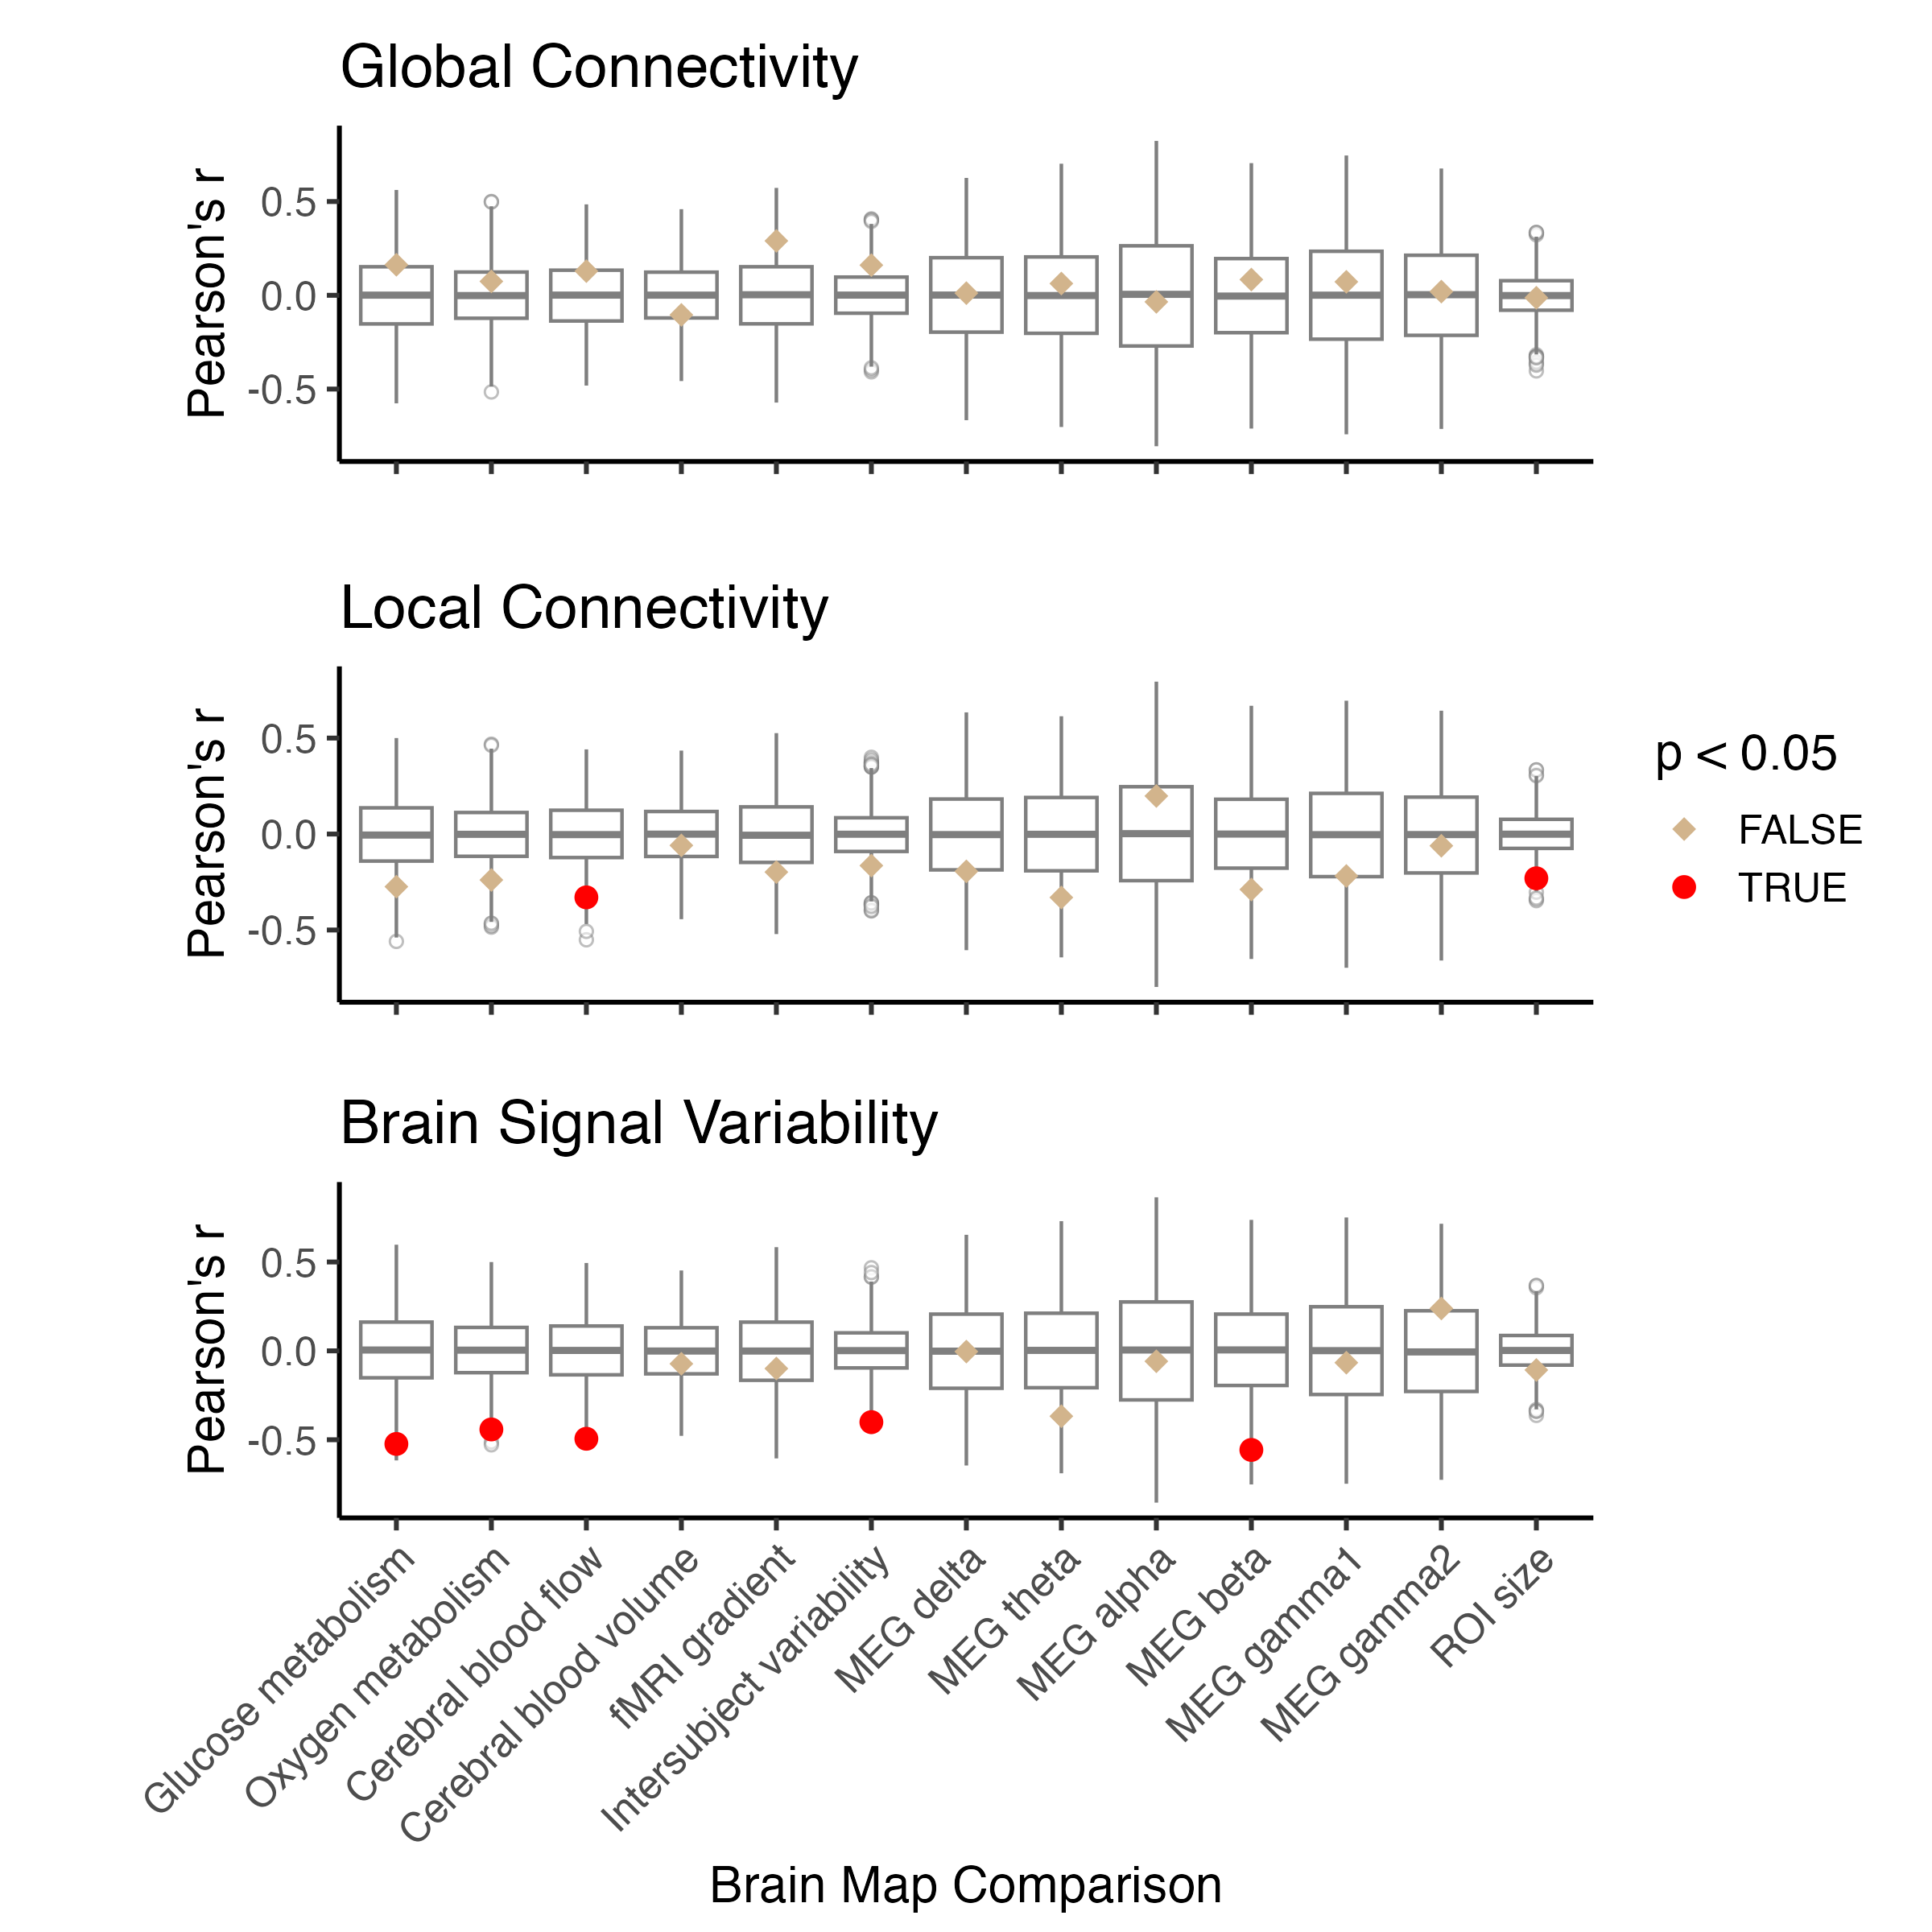 Global Connectivity
Pearson's r
0.5
0.0
-0.5
Local Connectivity
Pearson's r
0.5
0.0
-0.5
p < 0.05
FALSE
TRUE
Brain Signal Variability
Pearson's r
0.5
0.0
-0.5
Glucose metabolism
Oxygen metabolism
Cerebral blood flow
Cerebral blood volume
fMRI gradient
Intersubject variability
MEG delta
MEG theta
MEG alpha
MEG beta
MEG gamma1
MEG gamma2
ROI size
Brain Map Comparison